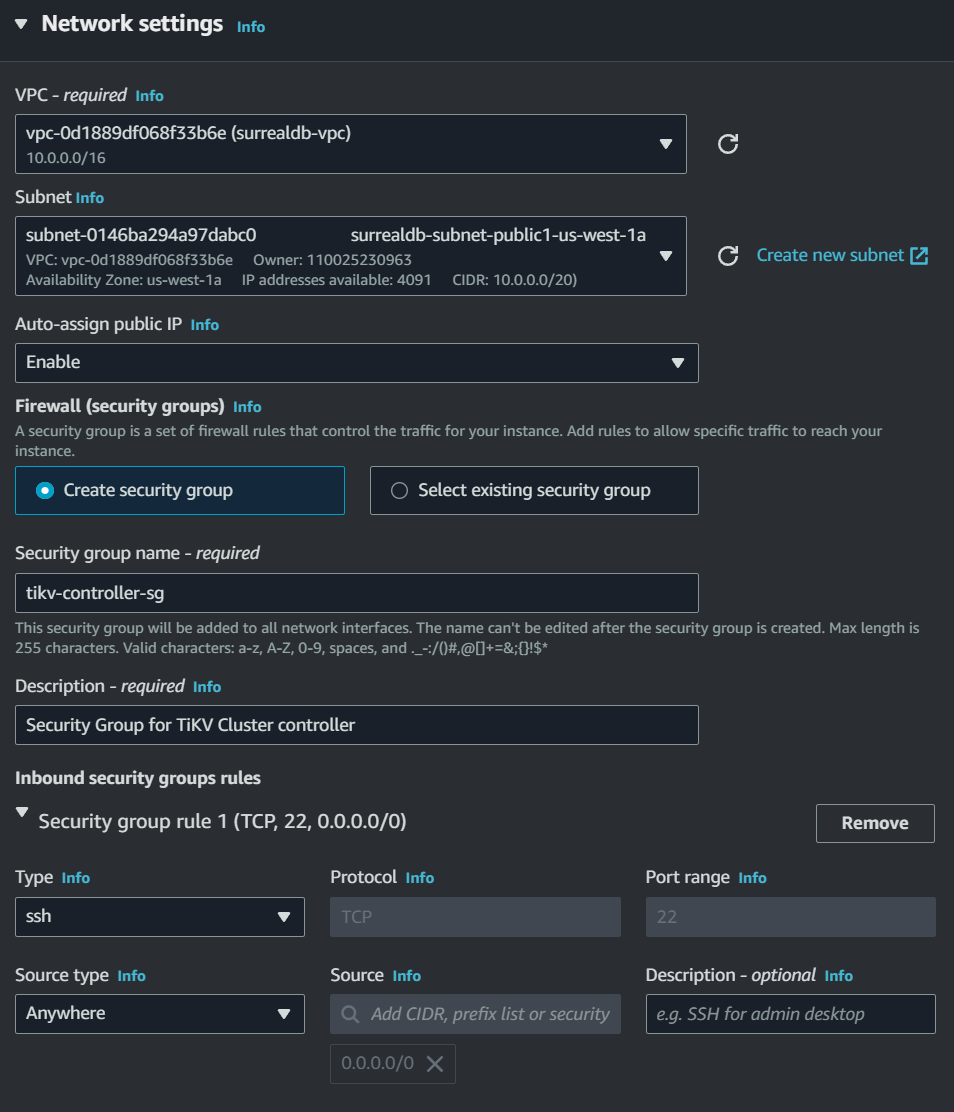 Network settings Info
VPC - required Info
vpc-0d1889df068f33b6e (surrealdb-vpc)
10.0.0.0/16
Subnet Info
subnet-0146ba294a97dabc0 surrealdb-subnet-public1-us-west-1a
VPC: vpc-0d1889df068f33b6e Owner: 110025230963
Availability Zone: us-west-1a IP addresses available: 4091 CIDR: 10.0.0.0/20)
Create new subnet
Auto-assign public IP Info
Enable
Firewall (security groups) Info
A security group is a set of firewall rules that control the traffic for your instance. Add rules to allow specific traffic to reach your
instance.
Create security group Select existing security group
Security group name - required
tikv-controller-sg
This security group will be added to all network interfaces. The name can't be edited after the security group is created. Max length is
255 characters. Valid characters: a-z, A-Z, 0-9, spaces, and ._-:/()#,@[]+=&;{}!$*
Description - required Info
Security Group for TiKV Cluster controller
Inbound security groups rules
Security group rule 1 (TCP, 22, 0.0.0.0/0) Remove
Type Info Protocol Info Port range Info
ssh TCP 22
Source type Info Source Info Description - optional Info
Anywhere Add CIDR, prefix list or security e.g. SSH for admin desktop
0.0.0.0/0